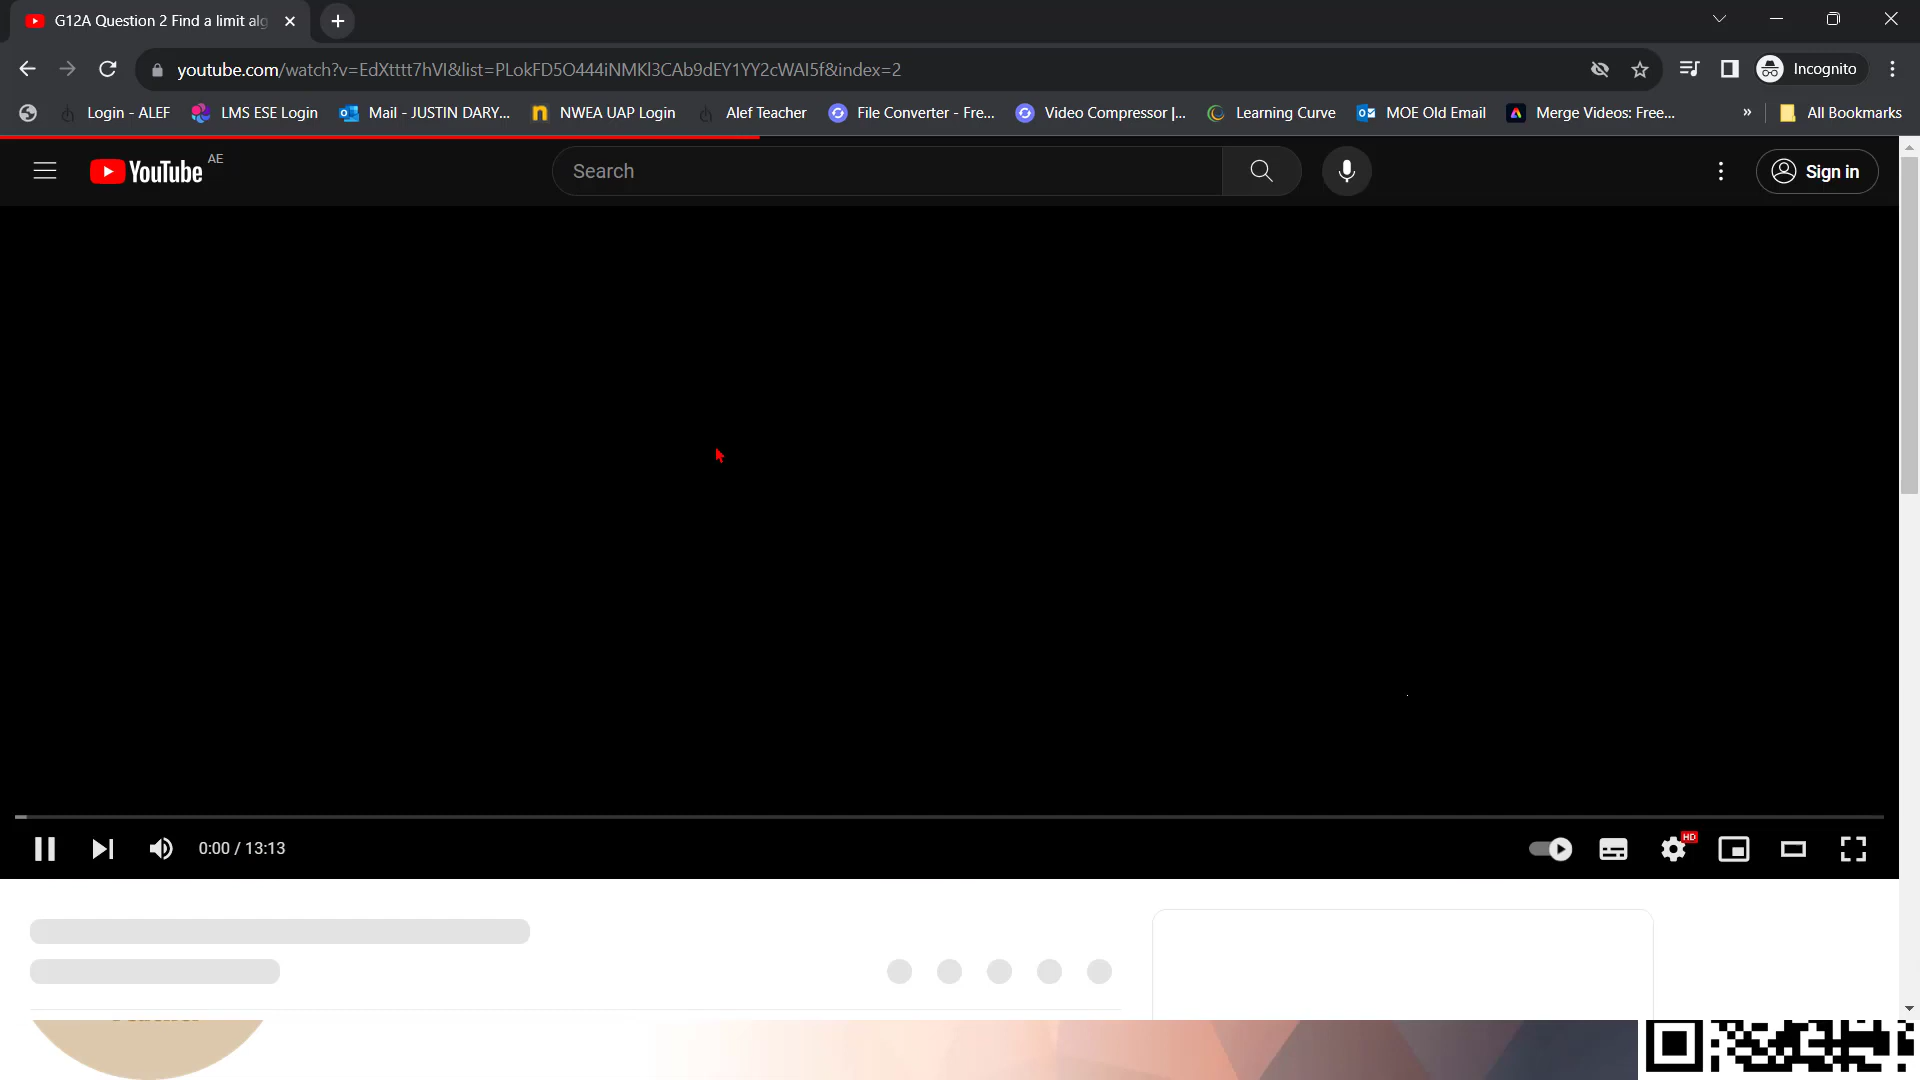 G12A Question 2 Find a limit alg
youtube.com/watch?v=EdXtttt7hVI&list=PLokFD5O444iNMKl3CAb9dEY1YY2cWAI5f&index=2
Incognito
Login - ALEF
LMS ESE Login
Mail - JUSTIN DARY...
NWEA UAP Login
Alef Teacher
File Converter - Fre...
Video Compressor |...
Learning Curve
MOE Old Email
Merge Videos: Free...
»
All Bookmarks
YouTube AE
Search
Sign in
0:00 / 13:13
HD